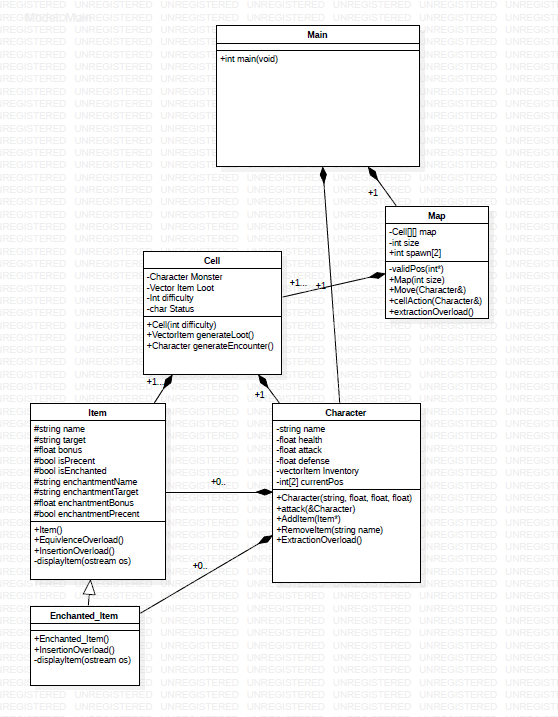 Main
+int main(void)
+1
Map
-Cell[][] map
-int size
+int spawn[2]
-validPos(int*)
+Map(int size)
+Move(Character&)
+cellAction(Character&)
+extractionOverload()
Cell
-Character Monster
-Vector Item Loot
-Int difficulty
-char Status
+Cell(int difficulty)
+VectorItem generateLoot()
+Character generateEncounter()
+1...
+1
+1...
+1
Item
#string name
#string target
#float bonus
#bool isPrecent
#bool isEnchanted
#string enchantmentName
#string enchantmentTarget
#float enchantmentBonus
#bool enchantmentPrecent
+Item()
+EquivlenceOverload()
+InsertionOverload()
-displayItem(ostream os)
Character
-string name
-float health
-float attack
-float defense
-vectorItem Inventory
-int[2] currentPos
+Character(string, float, float, float)
+attack(&Character)
+AddItem(Item*)
+RemoveItem(string name)
+ExtractionOverload()
+0..
+0..
Enchanted_Item
+Enchanted_Item()
+InsertionOverload()
-displayItem(ostream os)